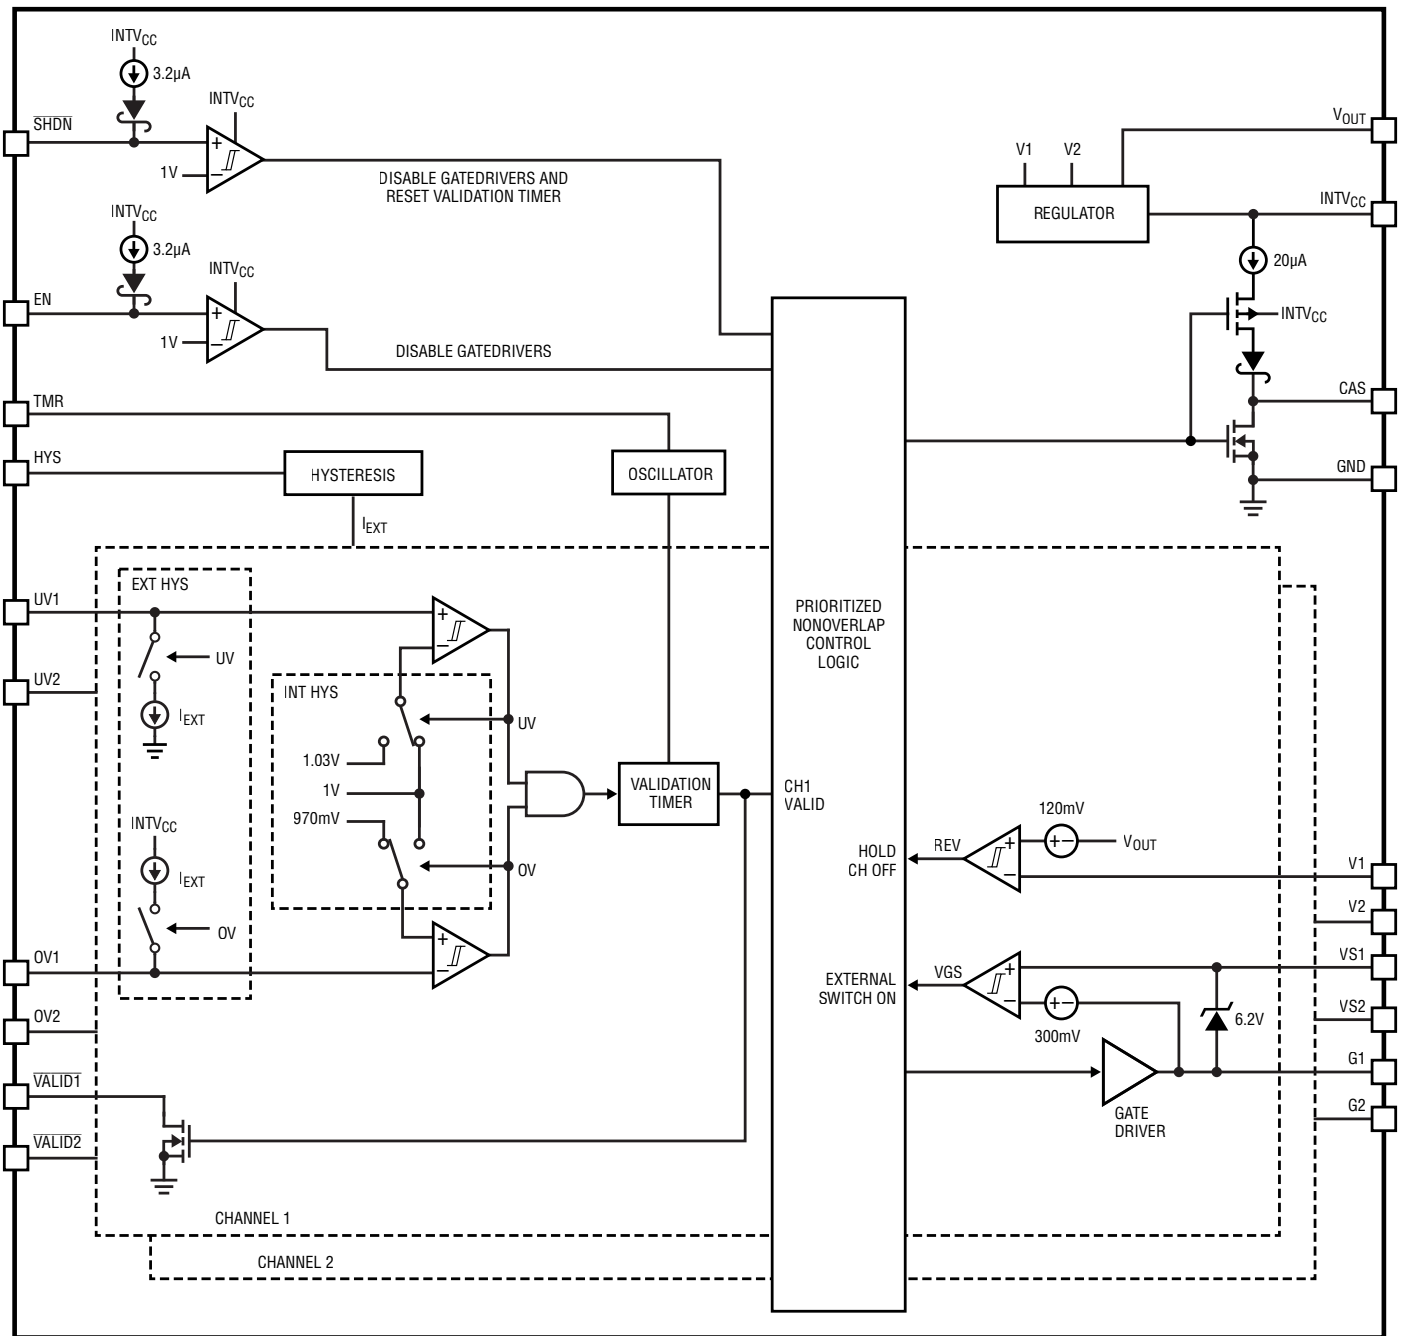 INTVCC
3.2µA
INTVCC
SHDN
+
1V
−
DISABLE GATEDRIVERS AND
RESET VALIDATION TIMER
INTVCC
3.2µA
INTVCC
EN
+
1V
−
DISABLE GATEDRIVERS
TMR
HYS
HYSTERESIS
OSCILLATOR
IEXT
VOUT
V1
V2
REGULATOR
INTVCC
20µA
INTVCC
CAS
GND
EXT HYS
UV1
UV
UV2
IEXT
INTVCC
IEXT
OV
OV1
OV2
VALID1
VALID2
+
−
INT HYS
UV
1.03V
1V
970mV
OV
+
−
VALIDATION
TIMER
CH1
VALID
PRIORITIZED
NONOVERLAP
CONTROL
LOGIC
HOLD
CH OFF
REV
+
−
120mV
+−
VOUT
V1
V2
EXTERNAL
SWITCH ON
VGS
+
−
+−
300mV
6.2V
VS1
VS2
G1
G2
GATE
DRIVER
CHANNEL 1
CHANNEL 2